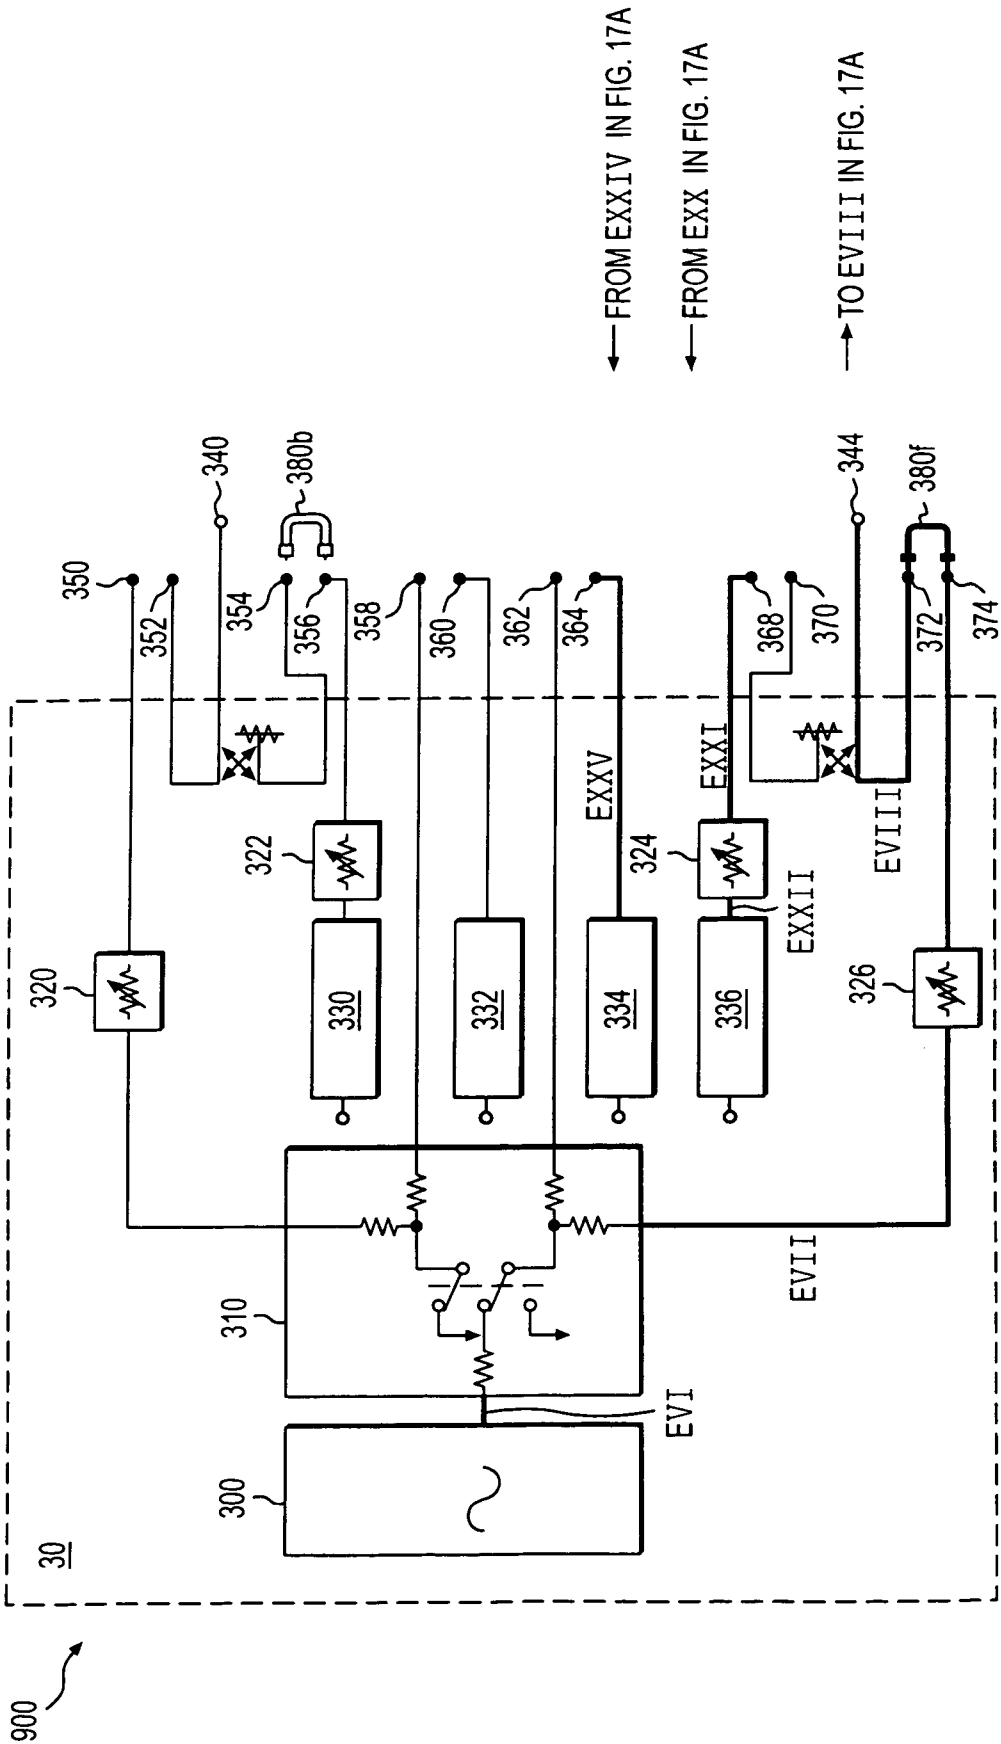 900
30
300
310
EVI
EVII
320
322
324
326
330
332
334
336
EXXV
EXXI
EXXII
EVIII
350
352
340
354
356
380b
358
360
362
364
368
370
344
372
374
380f
FROM EXXIV IN FIG. 17A
FROM EXX IN FIG. 17A
TO EVIII IN FIG. 17A